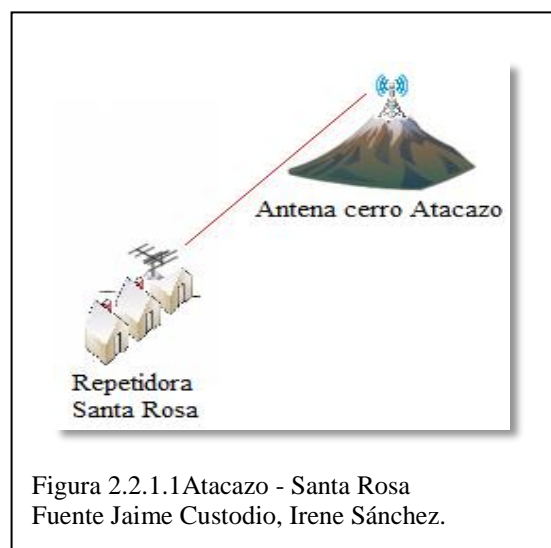 Antena cerro Atacazo
Repetidora
Santa Rosa
Figura 2.2.1.1Atacazo - Santa Rosa
Fuente Jaime Custodio, Irene Sánchez.